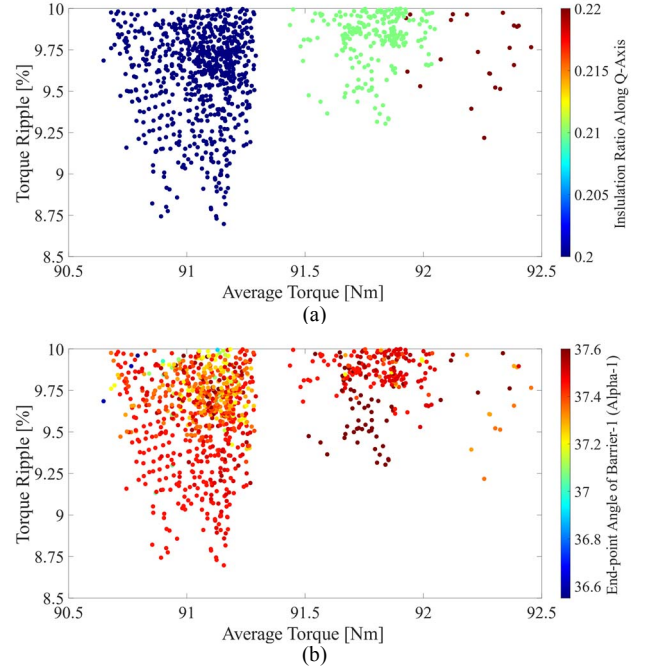 10
9.75
9.5
9.25
9
8.75
8.5
Torque Ripple [%]
90.5 91 91.5 92 92.5
Average Torque [Nm]
0.22
0.215
0.21
0.205
0.2
Inslulation Ratio Along Q-Axis
(a)
10
9.75
9.5
9.25
9
8.75
8.5
Torque Ripple [%]
90.5 91 91.5 92 92.5
Average Torque [Nm]
37.6
37.4
37.2
37
36.8
36.6
End-point Angle of Barrier-1 (Alpha-1)
(b)